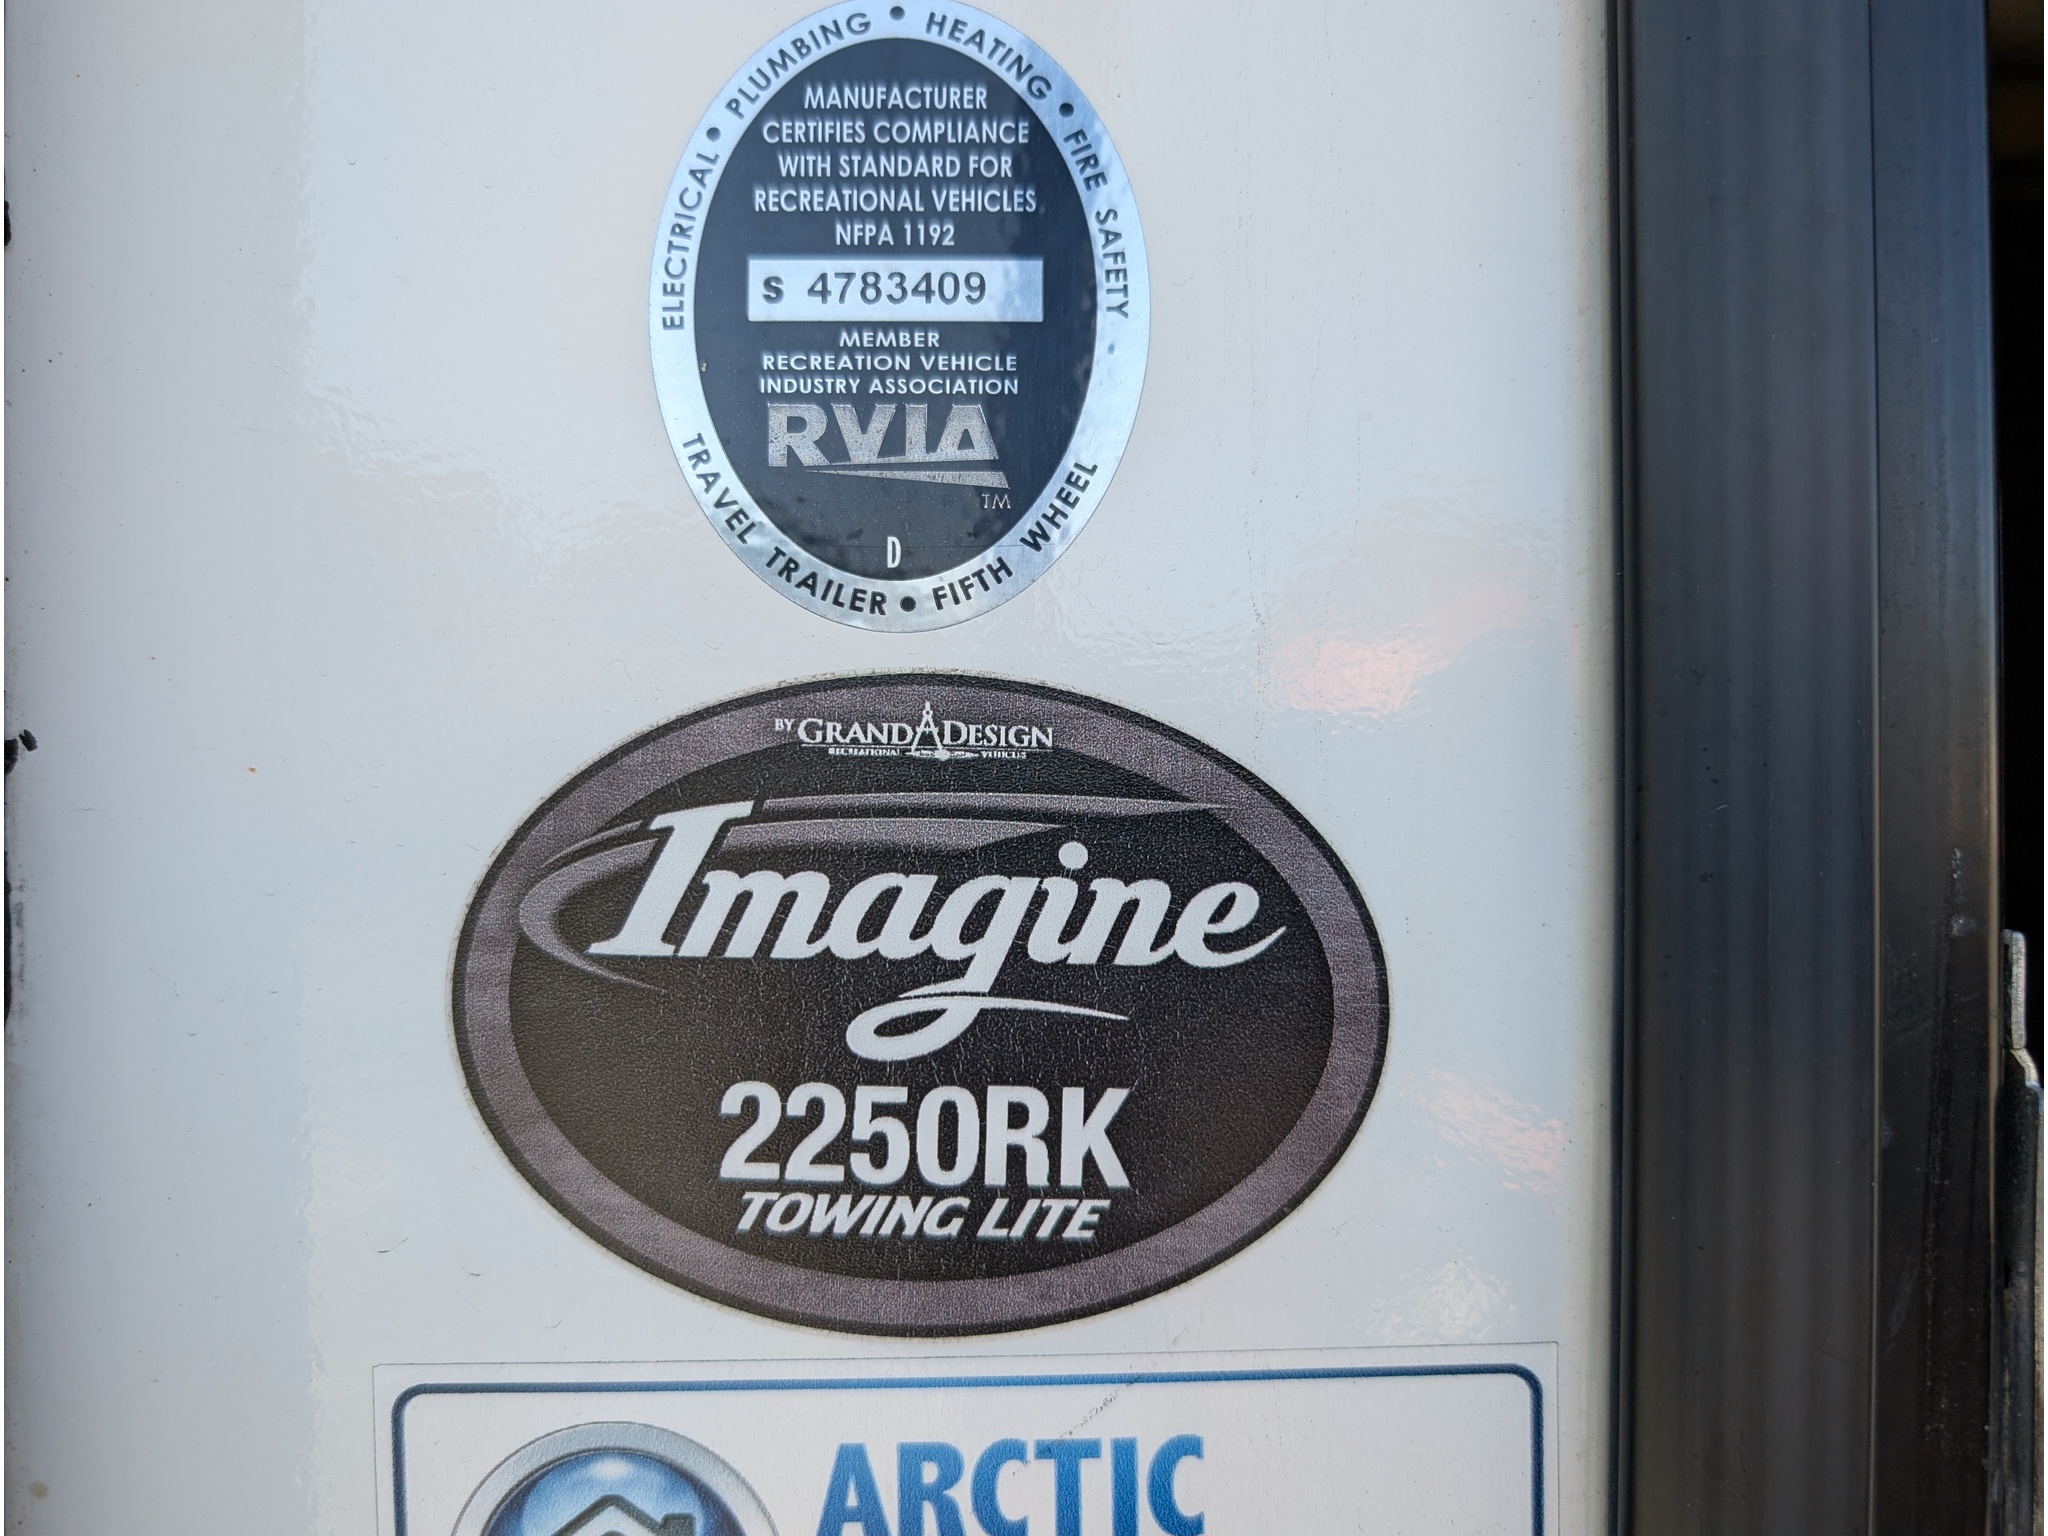 ELECTRICAL • PLUMBING • HEATING • FIRE SAFETY
MANUFACTURER
CERTIFIES COMPLIANCE
WITH STANDARD FOR
RECREATIONAL VEHICLES
NFPA 1192
S 4783409
MEMBER
RECREATION VEHICLE
INDUSTRY ASSOCIATION
RVIA
TM
D
TRAVEL TRAILER • FIFTH WHEEL
BY GRAND DESIGN
RECREATIONAL VEHICLES
Imagine
2250RK
TOWING LITE
ARCTIC